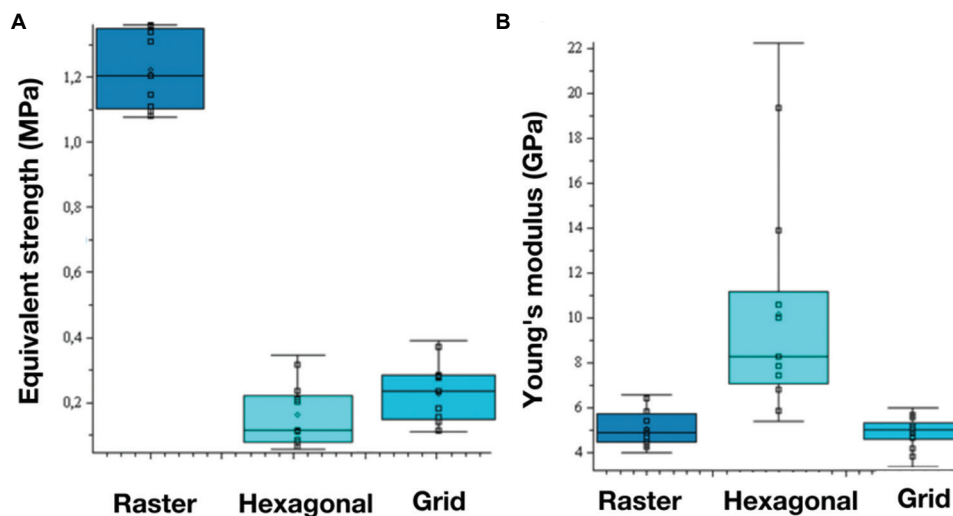 A
Equivalent strength (MPa)
1,2
1,0
0,8
0,6
0,4
0,2
Raster
Hexagonal
Grid
B
Young's modulus (GPa)
22
20
18
16
14
12
10
8
6
4
Raster
Hexagonal
Grid